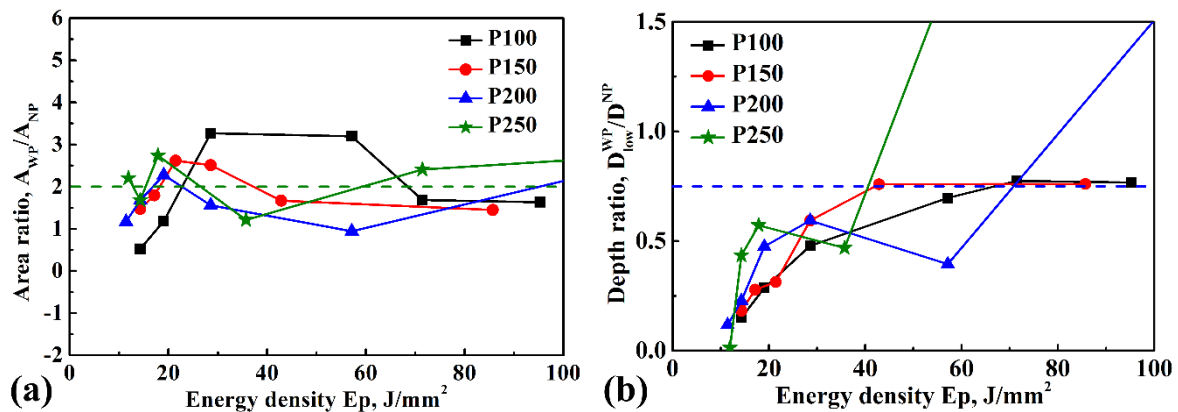 6
5
4
3
2
1
0
-1
-2
0 20 40 60 80 100
Area ratio, A_WP/A_NP
Energy density Ep, J/mm²
P100
P150
P200
P250
(a)
1.5
1.0
0.5
0.0
0 20 40 60 80 100
Depth ratio, D_low^WP/D^NP
Energy density Ep, J/mm²
P100
P150
P200
P250
(b)